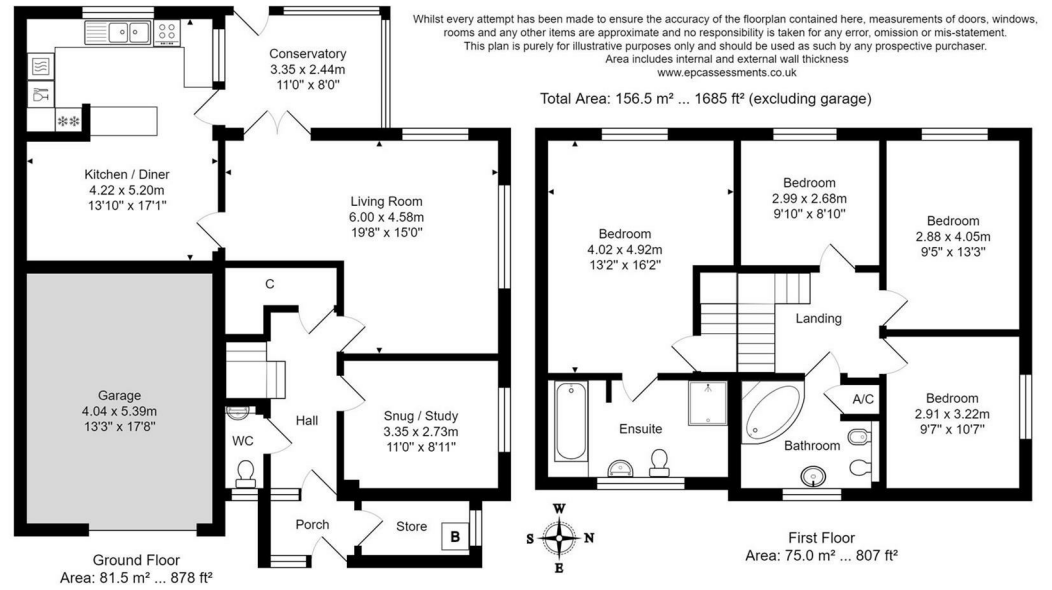 Whilst every attempt has been made to ensure the accuracy of the floorplan contained here, measurements of doors, windows,
rooms and any other items are approximate and no responsibility is taken for any error, omission or mis-statement.
This plan is purely for illustrative purposes only and should be used as such by any prospective purchaser.
Area includes internal and external wall thickness
www.epcassessments.co.uk
Total Area: 156.5 m² ... 1685 ft² (excluding garage)
Conservatory
3.35 x 2.44m
11'0" x 8'0"
Kitchen / Diner
4.22 x 5.20m
13'10" x 17'1"
Living Room
6.00 x 4.58m
19'8" x 15'0"
C
Garage
4.04 x 5.39m
13'3" x 17'8"
Hall
Snug / Study
3.35 x 2.73m
11'0" x 8'11"
WC
Porch
Store
B
Ground Floor
Area: 81.5 m² ... 878 ft²
Bedroom
4.02 x 4.92m
13'2" x 16'2"
Bedroom
2.99 x 2.68m
9'10" x 8'10"
Bedroom
2.88 x 4.05m
9'5" x 13'3"
Landing
A/C
Bedroom
2.91 x 3.22m
9'7" x 10'7"
Ensuite
Bathroom
W
S N
E
First Floor
Area: 75.0 m² ... 807 ft²